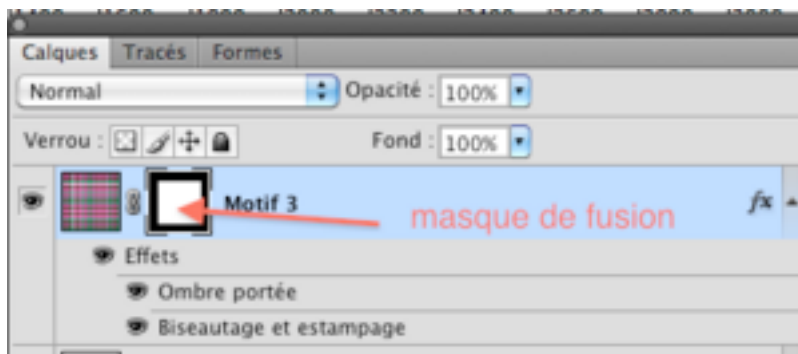 Calques Tracés Formes
Normal Opacité : 100%
Verrou : Fond : 100%
Motif 3 masque de fusion fx
Effets
Ombre portée
Biseautage et estampage